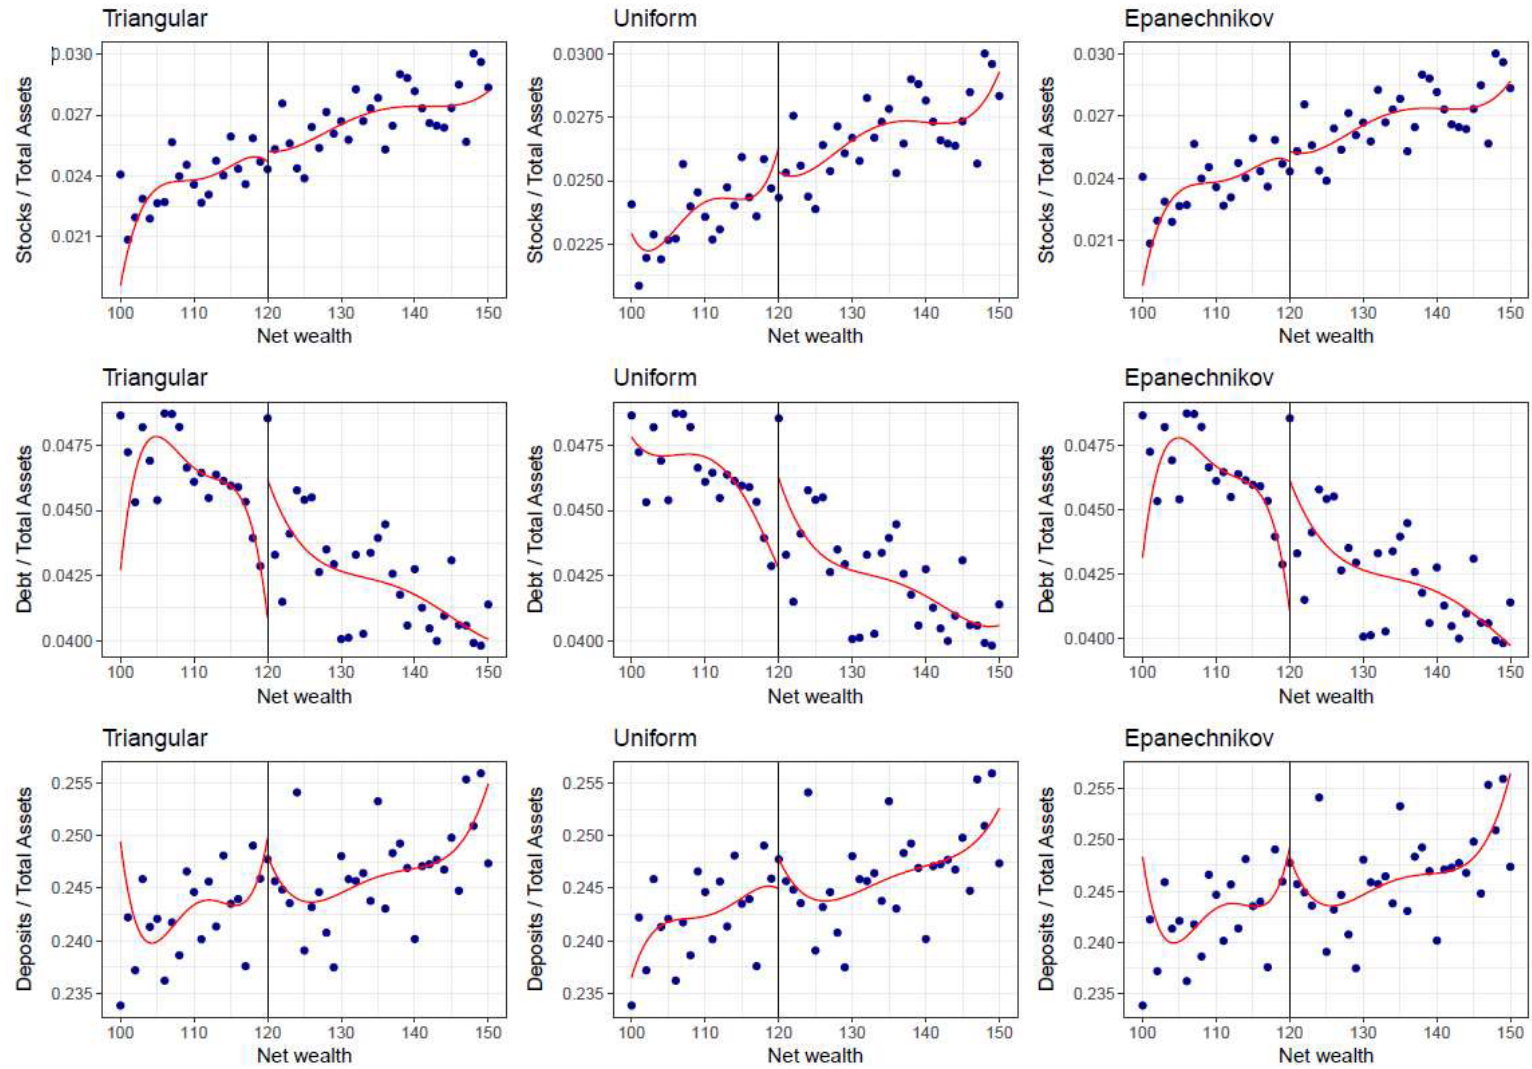 Triangular
Uniform
Epanechnikov
Stocks / Total Assets
0.030
0.027
0.024
0.021
100 110 120 130 140 150
Net wealth
Stocks / Total Assets
0.0300
0.0275
0.0250
0.0225
100 110 120 130 140 150
Net wealth
Stocks / Total Assets
0.030
0.027
0.024
0.021
100 110 120 130 140 150
Net wealth
Triangular
Uniform
Epanechnikov
Debt / Total Assets
0.0475
0.0450
0.0425
0.0400
100 110 120 130 140 150
Net wealth
Debt / Total Assets
0.0475
0.0450
0.0425
0.0400
100 110 120 130 140 150
Net wealth
Debt / Total Assets
0.0475
0.0450
0.0425
0.0400
100 110 120 130 140 150
Net wealth
Triangular
Uniform
Epanechnikov
Deposits / Total Assets
0.255
0.250
0.245
0.240
0.235
100 110 120 130 140 150
Net wealth
Deposits / Total Assets
0.255
0.250
0.245
0.240
0.235
100 110 120 130 140 150
Net wealth
Deposits / Total Assets
0.255
0.250
0.245
0.240
0.235
100 110 120 130 140 150
Net wealth